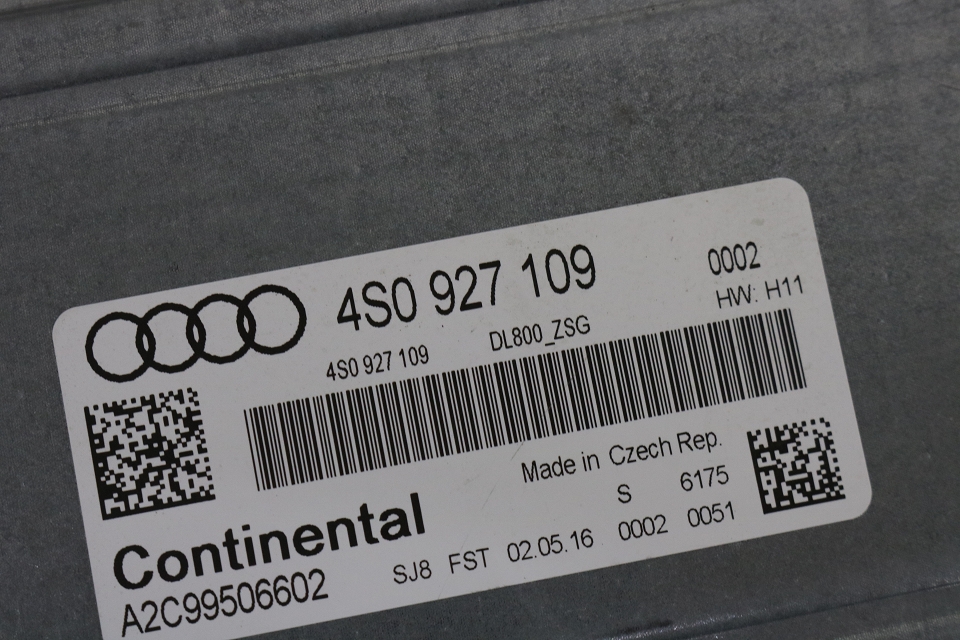 4S0 927 109
0002
HW: H11
4S0 927 109
DL800_ZSG
Made in Czech Rep.
S 6175
Continental
A2C99506602
SJ8 FST 02.05.16 0002 0051